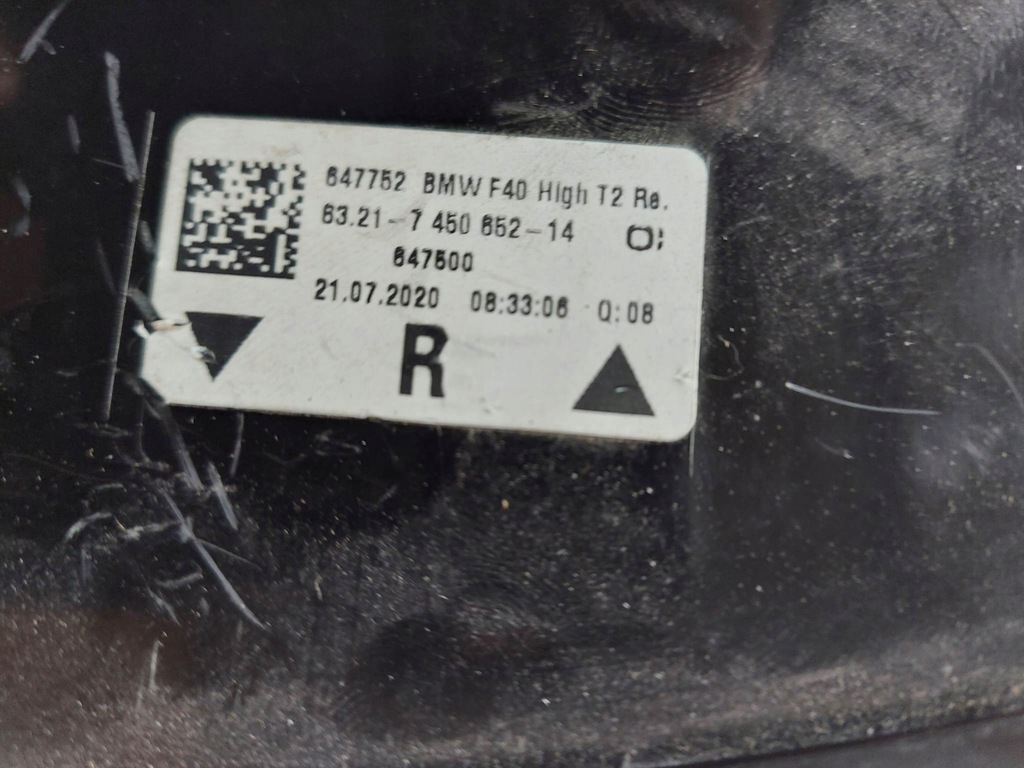 647752 BMW F40 High T2 Re.
63.21-7 450 652-14
647500
21.07.2020 08:33:06 Q:08
R